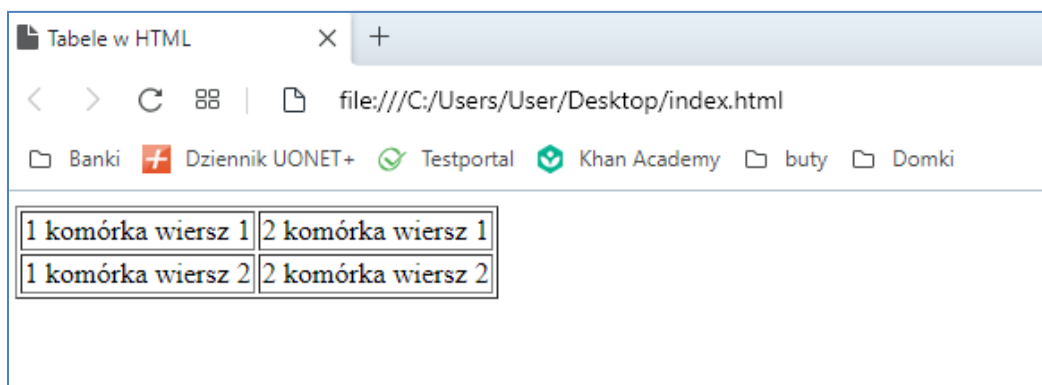 Tabele w HTML
file:///C:/Users/User/Desktop/index.html
Banki Dziennik UONET+ Testportal Khan Academy buty Domki
1 komórka wiersz 1 2 komórka wiersz 1
1 komórka wiersz 2 2 komórka wiersz 2